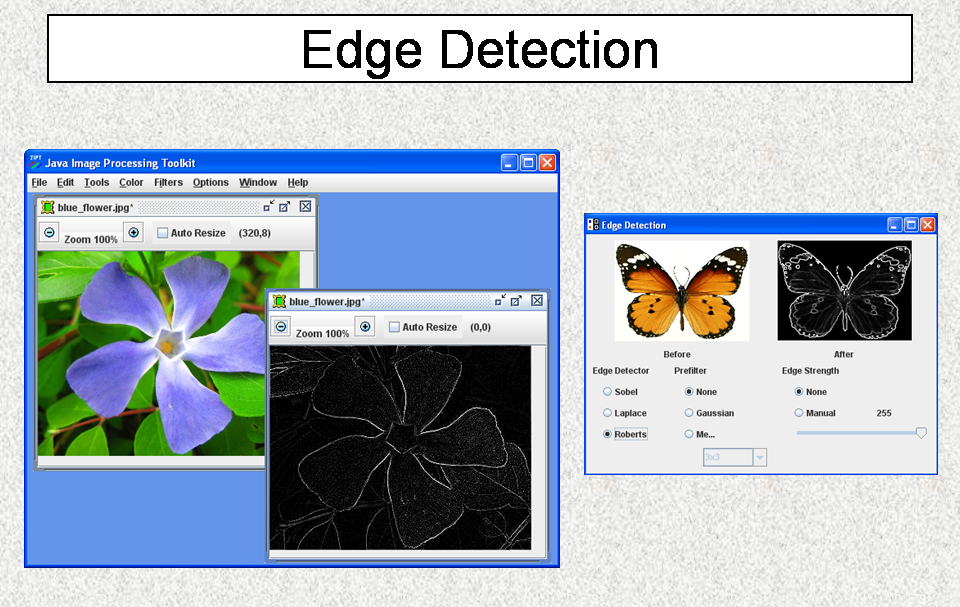 Edge Detection
TIPT Java Image Processing Toolkit
File Edit Tools Color Filters Options Window Help
blue_flower.jpg*
Zoom 100% Auto Resize (320,8)
blue_flower.jpg*
Zoom 100% Auto Resize (0,0)
Edge Detection
Before After
Edge Detector Prefilter Edge Strength
Sobel None None
Laplace Gaussian Manual 255
Roberts Me...
3x3